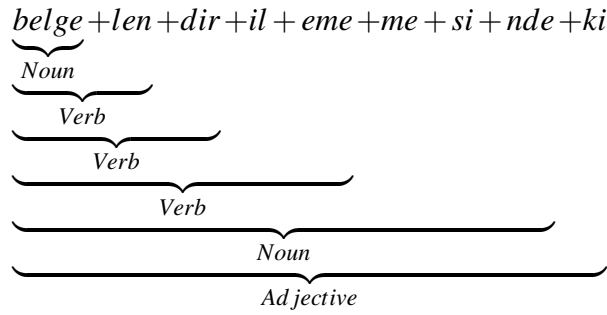 belge +len +dir +il + eme +me + si + nde +ki
Noun
Verb
Verb
Verb
Noun
Adjective